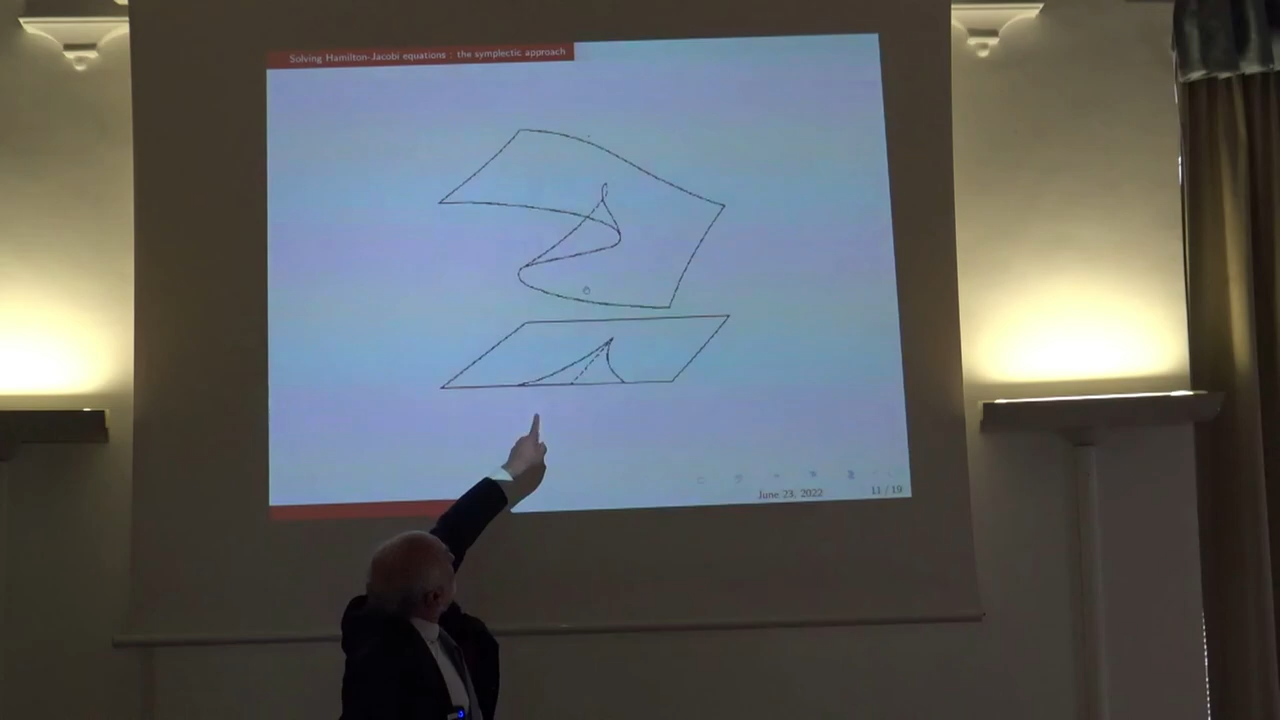 Solving Hamilton-Jacobi equations : the symplectic approach
June 23, 2022
11 / 19